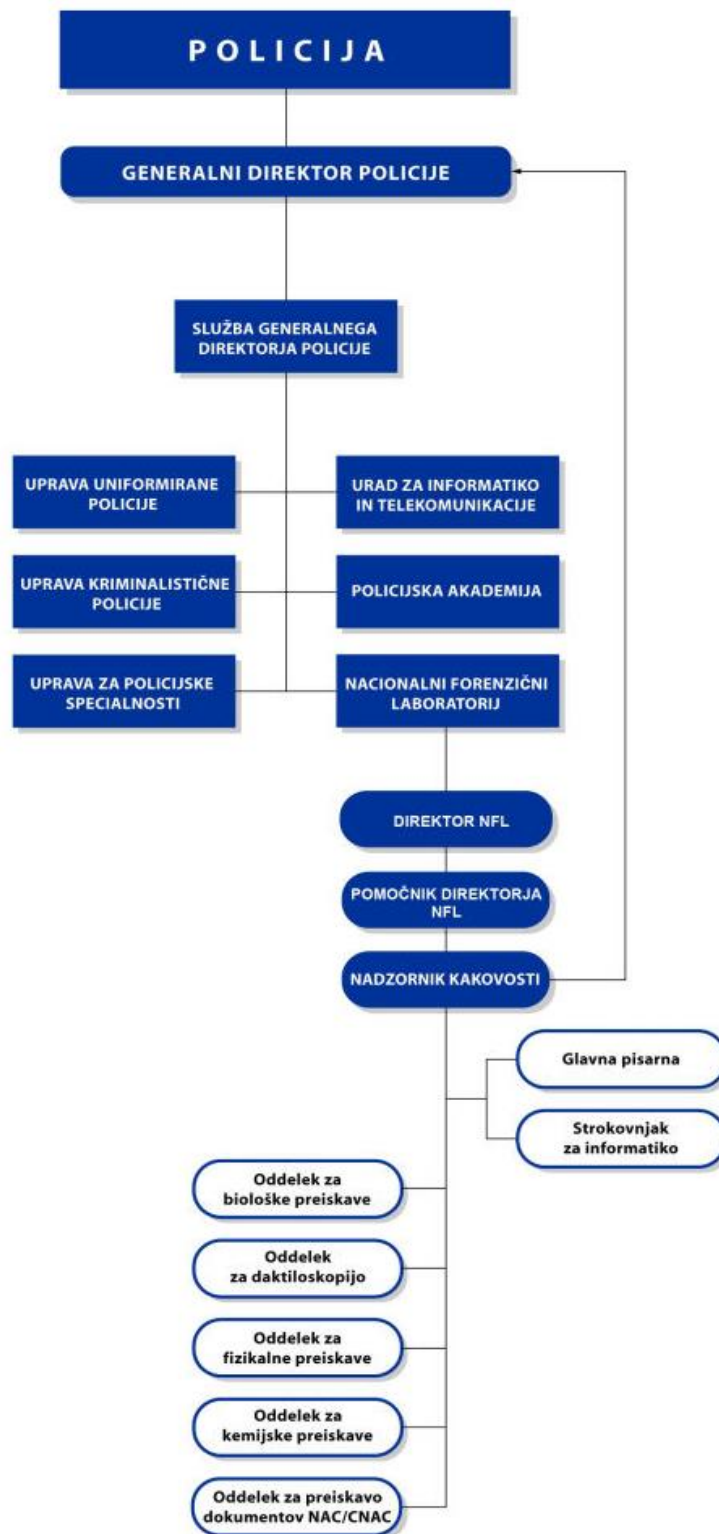 POLICIJA
GENERALNI DIREKTOR POLICIJE
SLUŽBA GENERALNEGA
DIREKTORJA POLICIJE
UPRAVA UNIFORMIRANE
POLICIJE
URAD ZA INFORMATIKO
IN TELEKOMUNIKACIJE
UPRAVA KRIMINALISTIČNE
POLICIJE
POLICIJSKA AKADEMIJA
UPRAVA ZA POLICIJSKE
SPECIALNOSTI
NACIONALNI FORENZIČNI
LABORATORIJ
DIREKTOR NFL
POMOČNIK DIREKTORJA
NFL
NADZORNIK KAKOVOSTI
Glavna pisarna
Strokovnjak
za informatiko
Oddelek za
biološke preiskave
Oddelek
za daktiloskopijo
Oddelek za
fizikalne preiskave
Oddelek za
kemijske preiskave
Oddelek za preiskavo
dokumentov NAC/CNAC